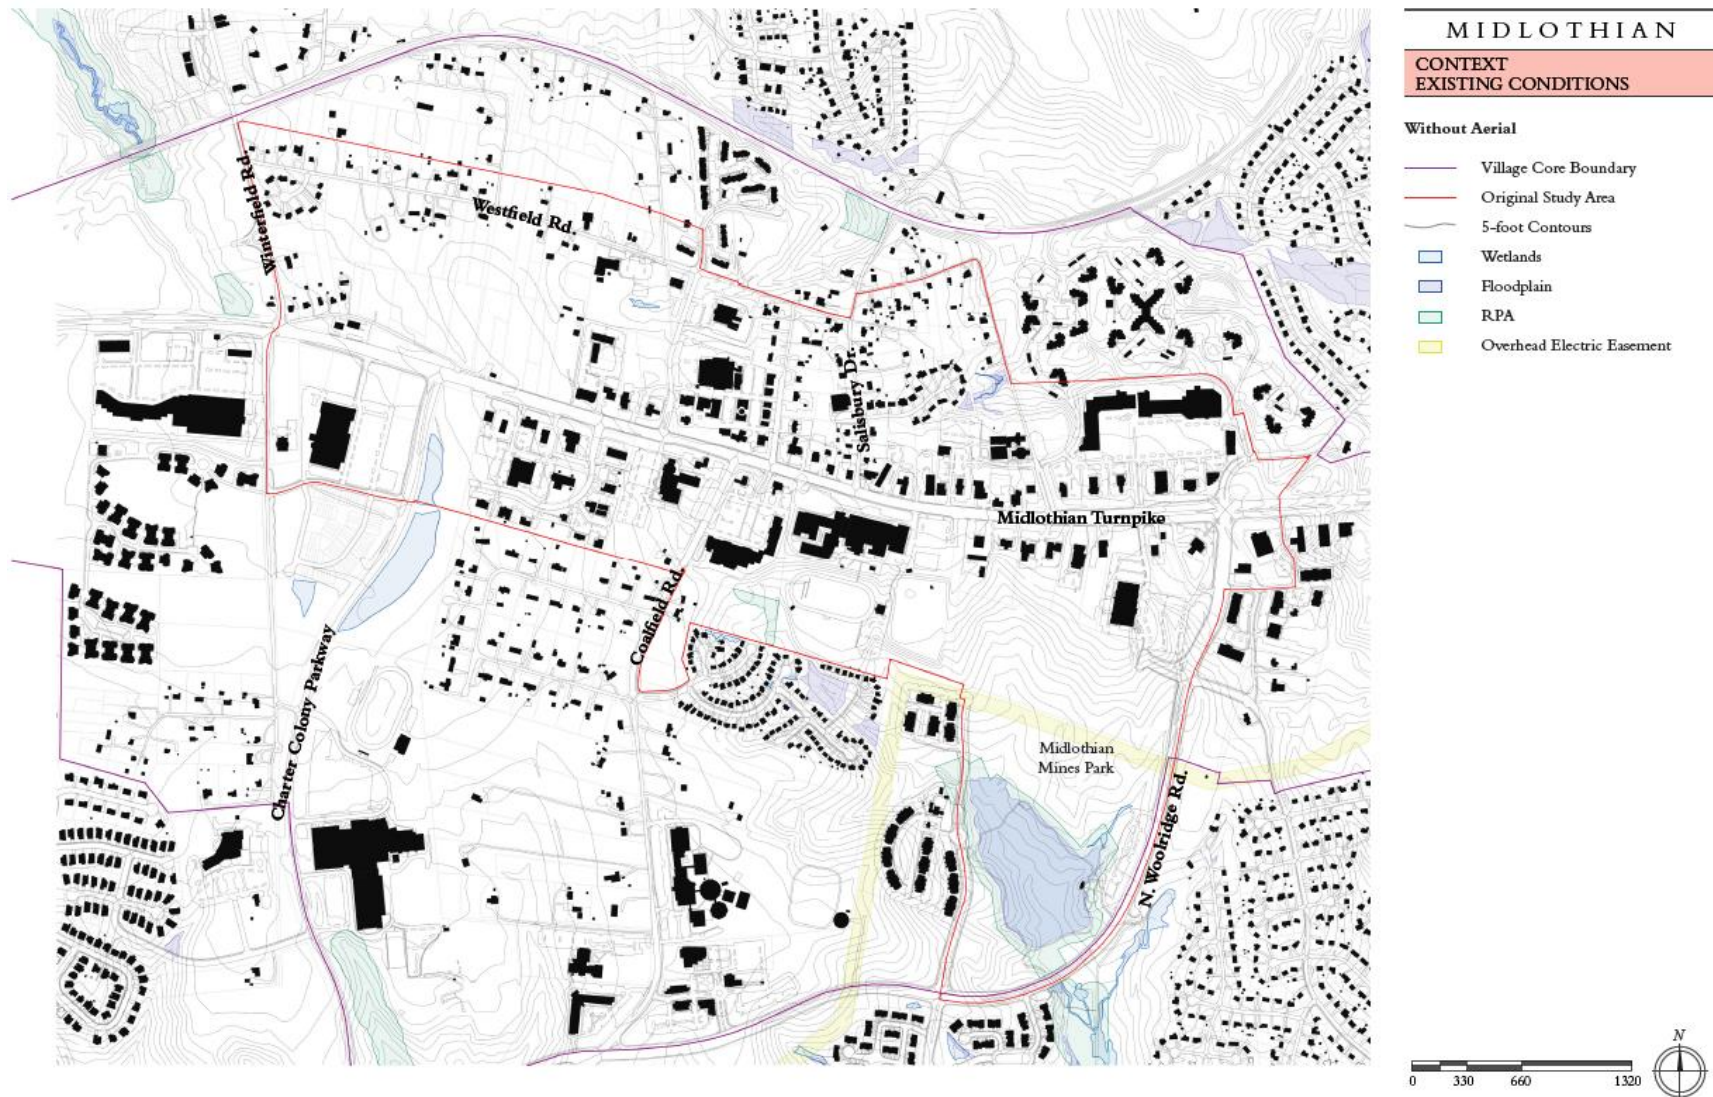 MIDLOTHIAN
CONTEXT
EXISTING CONDITIONS
Without Aerial
Village Core Boundary
Original Study Area
5-foot Contours
Wetlands
Floodplain
RPA
Overhead Electric Easement
Winterfield Rd.
Westfield Rd.
Salisbury Dr.
Midlothian Turnpike
Coalfield Rd.
Charter Colony Parkway
Midlothian
Mines Park
N. Woolridge Rd.
N
0 330 660 1320